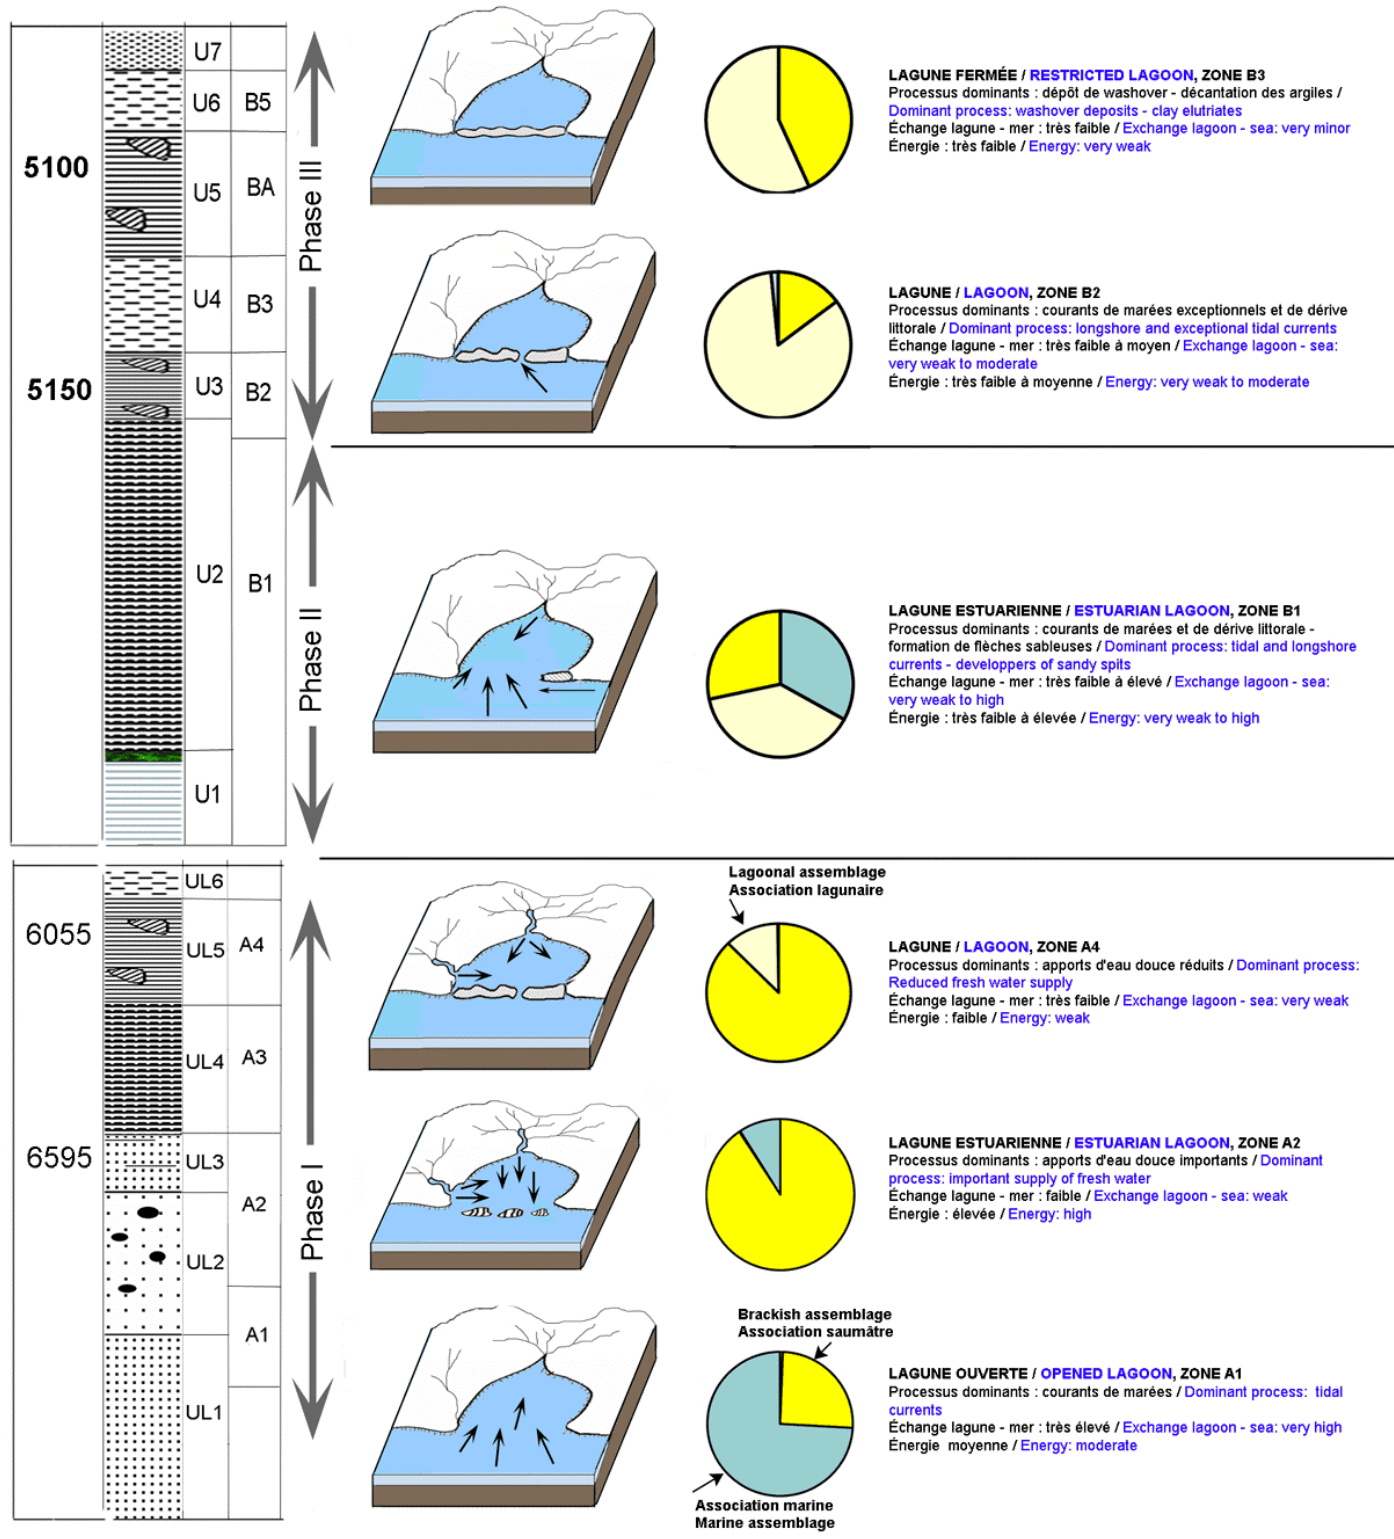 U7
U6
B5
5100
U5
BA
U4
B3
5150
U3
B2
U2
B1
U1
Phase III
Phase II
LAGUNE FERMÉE / RESTRICTED LAGOON, ZONE B3
Processus dominants : dépôt de washover - décantation des argiles /
Dominant process: washover deposits - clay elutriates
Échange lagune - mer : très faible / Exchange lagoon - sea: very minor
Énergie : très faible / Energy: very weak
LAGUNE / LAGOON, ZONE B2
Processus dominants : courants de marées exceptionnels et de dérive
littorale / Dominant process: longshore and exceptional tidal currents
Échange lagune - mer : très faible à moyen / Exchange lagoon - sea:
very weak to moderate
Énergie : très faible à moyenne / Energy: very weak to moderate
LAGUNE ESTUARIENNE / ESTUARIAN LAGOON, ZONE B1
Processus dominants : courants de marées et de dérive littorale -
formation de flèches sableuses / Dominant process: tidal and longshore
currents - developpers of sandy spits
Échange lagune - mer : très faible à élevé / Exchange lagoon - sea:
very weak to high
Énergie : très faible à élevée / Energy: very weak to high
UL6
6055
UL5
A4
UL4
A3
6595
UL3
A2
UL2
A1
UL1
Phase I
Lagoonal assemblage
Association lagunaire
LAGUNE / LAGOON, ZONE A4
Processus dominants : apports d'eau douce réduits / Dominant process:
Reduced fresh water supply
Échange lagune - mer : très faible / Exchange lagoon - sea: very weak
Énergie : faible / Energy: weak
LAGUNE ESTUARIENNE / ESTUARIAN LAGOON, ZONE A2
Processus dominants : apports d'eau douce importants / Dominant
process: important supply of fresh water
Échange lagune - mer : faible / Exchange lagoon - sea: weak
Énergie : élevée / Energy: high
Brackish assemblage
Association saumâtre
LAGUNE OUVERTE / OPENED LAGOON, ZONE A1
Processus dominants : courants de marées / Dominant process: tidal
currents
Échange lagune - mer : très élevé / Exchange lagoon - sea: very high
Énergie moyenne / Energy: moderate
Association marine
Marine assemblage